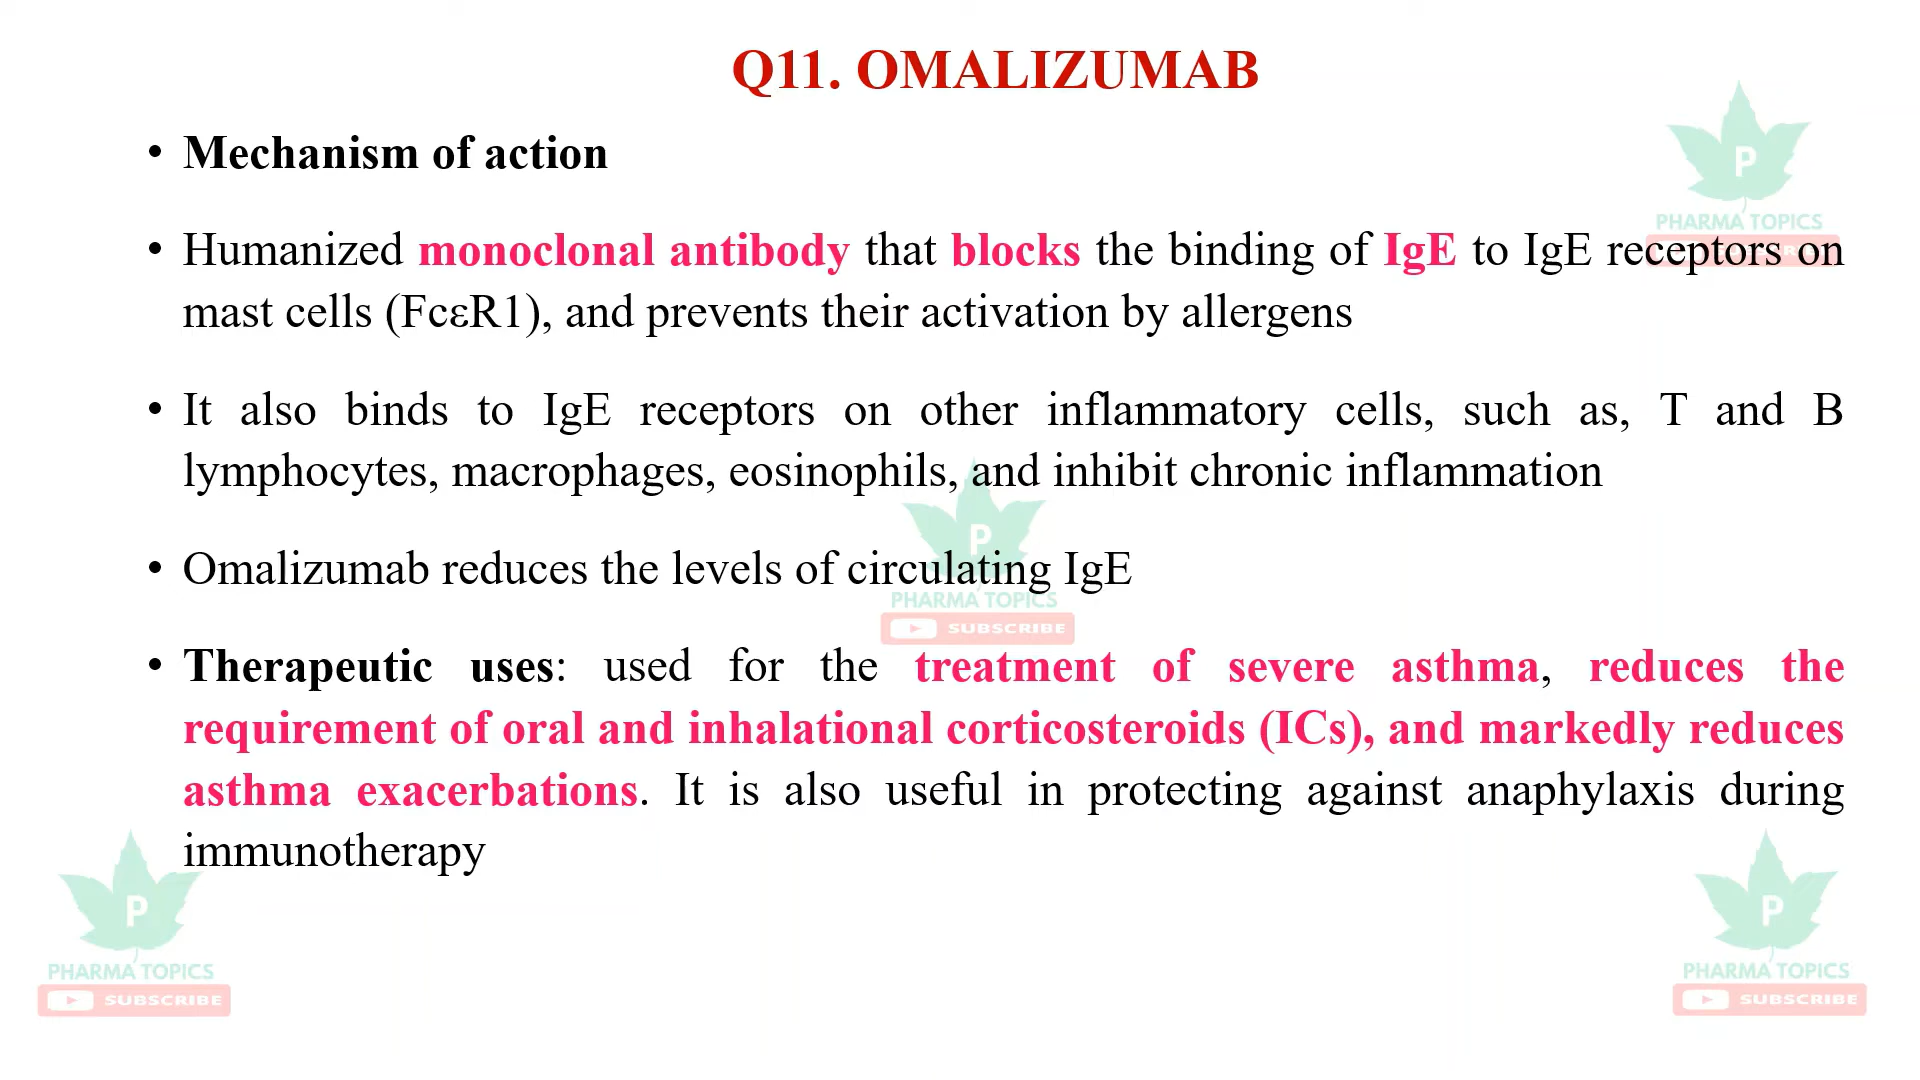 Q11. OMALIZUMAB
• Mechanism of action
• Humanized monoclonal antibody that blocks the binding of IgE to IgE receptors on
mast cells (FcεR1), and prevents their activation by allergens
• It also binds to IgE receptors on other inflammatory cells, such as, T and B
lymphocytes, macrophages, eosinophils, and inhibit chronic inflammation
• Omalizumab reduces the levels of circulating IgE
• Therapeutic uses: used for the treatment of severe asthma, reduces the
requirement of oral and inhalational corticosteroids (ICs), and markedly reduces
asthma exacerbations. It is also useful in protecting against anaphylaxis during
immunotherapy
P
PHARMA TOPICS
P
PHARMA TOPICS
SUBSCRIBE
P
PHARMA TOPICS
SUBSCRIBE
P
PHARMA TOPICS
SUBSCRIBE